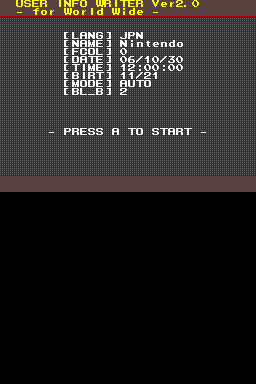 USER INFO WRITER Ver2.0
- for World Wide -
[LANG] JPN
[NAME] Nintendo
[FCOL] 0
[DATE] 06/10/30
[TIME] 12:00:00
[BIRT] 11/21
[MODE] AUTO
[BL_B] 2
- PRESS A TO START -